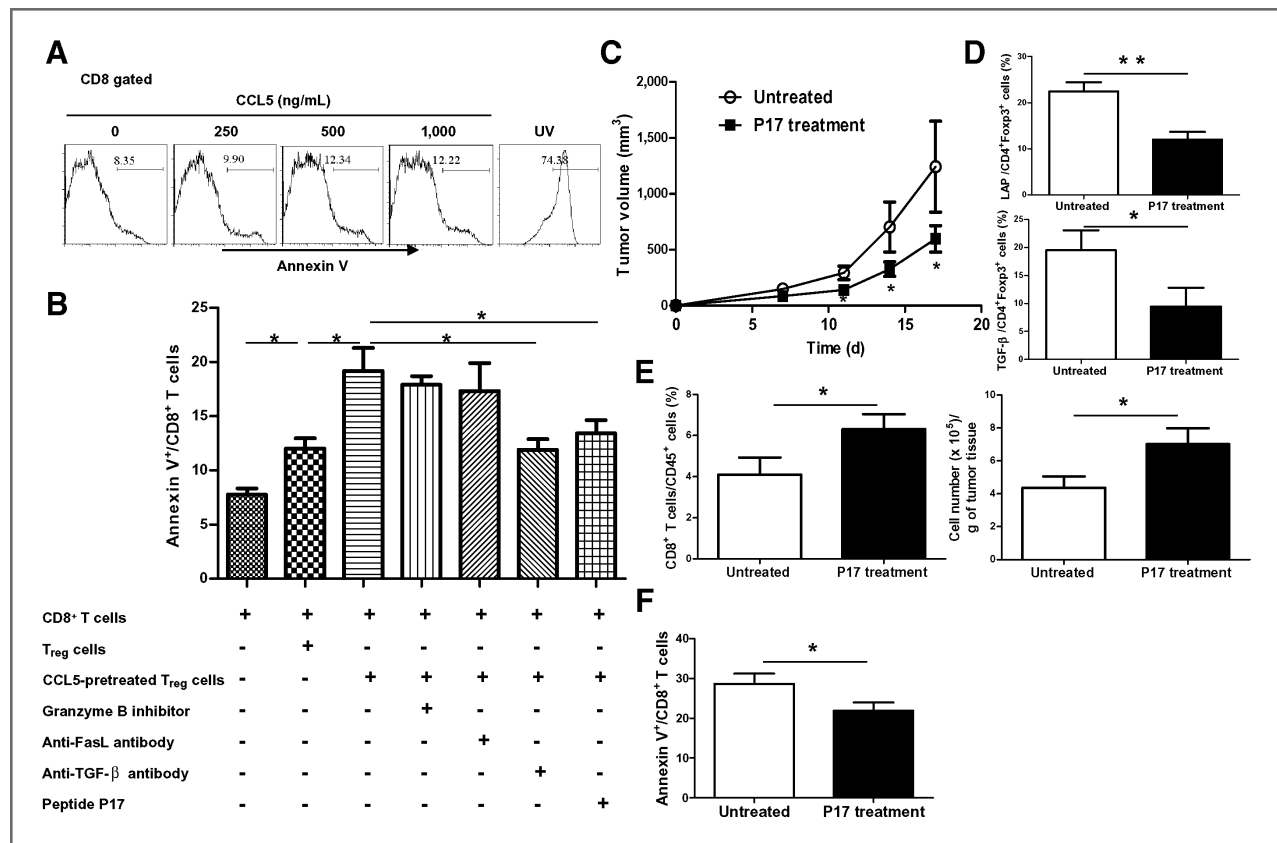 A
CD8 gated
CCL5 (ng/mL)
0 250 500 1,000 UV
8.35 9.90 12.34 12.22 74.38
Annexin V
B
Annexin V+/CD8+ T cells
25
20
15
10
5
0
* * * *
CD8+ T cells + + + + + + +
Treg cells - + - - - - -
CCL5-pretreated Treg cells - - + + + + +
Granzyme B inhibitor - - - + - - -
Anti-FasL antibody - - - - + - -
Anti-TGF-β antibody - - - - - + -
Peptide P17 - - - - - - +
C
Tumor volume (mm3)
2,000
1,500
1,000
500
0
Untreated
P17 treatment
* * *
0 5 10 15 20
Time (d)
D
LAP /CD4+Foxp3+ cells (%)
30
20
10
0
* *
Untreated P17 treatment
TGF-β /CD4+Foxp3+ cells (%)
25
20
15
10
5
0
*
Untreated P17 treatment
E
CD8+ T cells/CD45+ cells (%)
8
6
4
2
0
*
Untreated P17 treatment
Cell number (x 105)/
g of tumor tissue
10
8
6
4
2
0
*
Untreated P17 treatment
F
Annexin V+/CD8+ T cells
40
30
20
10
0
*
Untreated P17 treatment